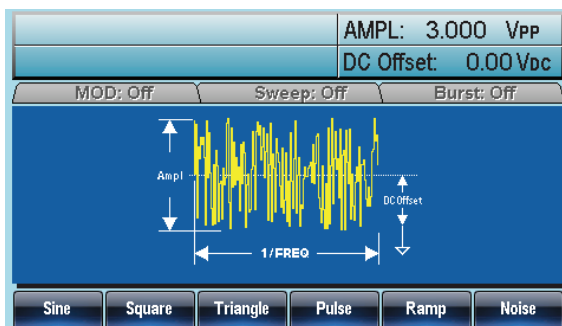 AMPL: 3.000 VPP
DC Offset: 0.00 VDC
MOD: Off Sweep: Off Burst: Off
Ampl
DC Offset
1/FREQ
Sine Square Triangle Pulse Ramp Noise